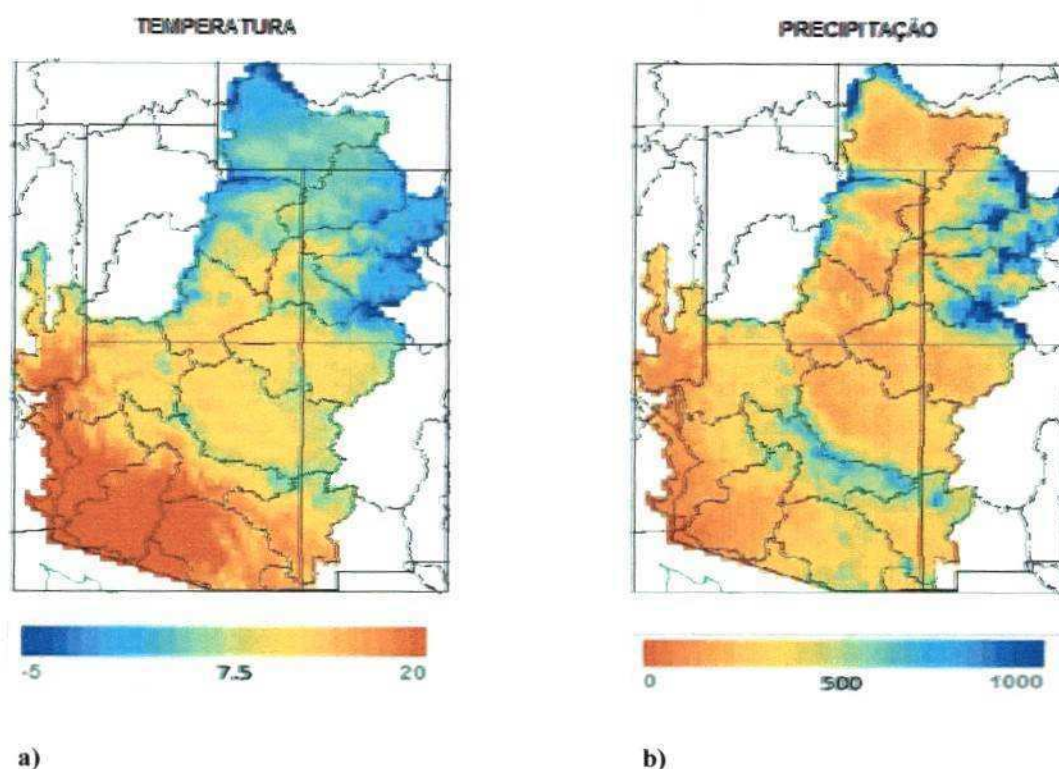 TEMPERATURA
PRECIPITAÇÃO
-5 7.5 20
0 500 1000
a)
b)